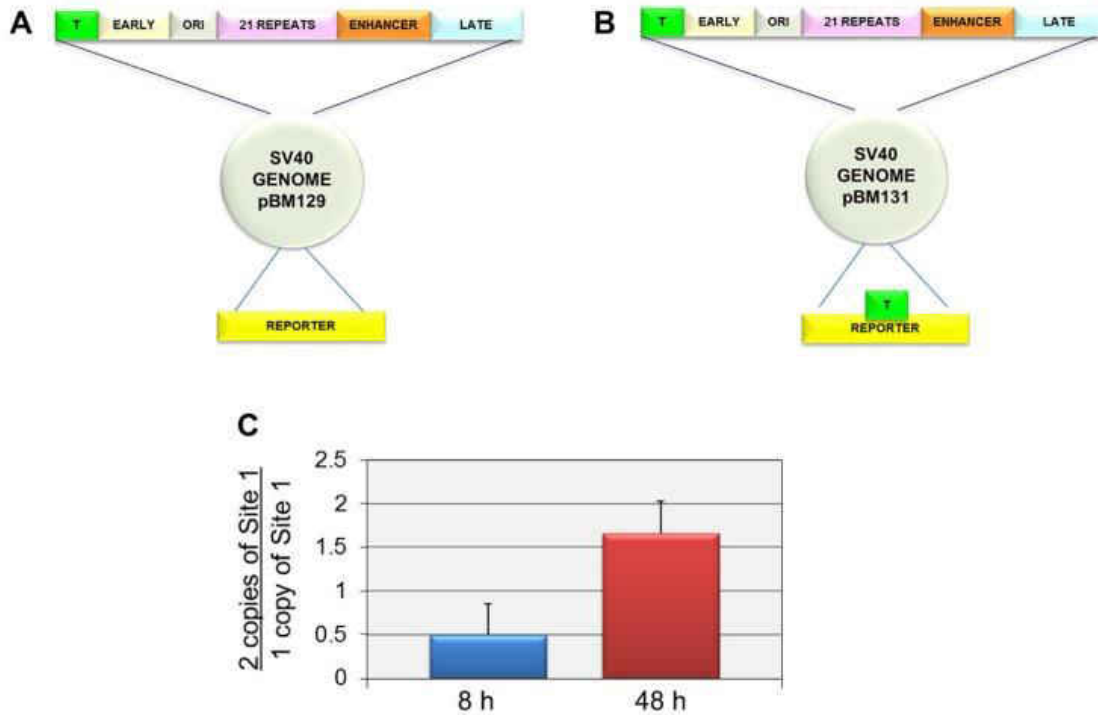 A
T EARLY ORI 21 REPEATS ENHANCER LATE
SV40
GENOME
pBM129
REPORTER
B
T EARLY ORI 21 REPEATS ENHANCER LATE
SV40
GENOME
pBM131
T
REPORTER
C
2 copies of Site 1
1 copy of Site 1
2.5
2
1.5
1
0.5
0
8 h 48 h